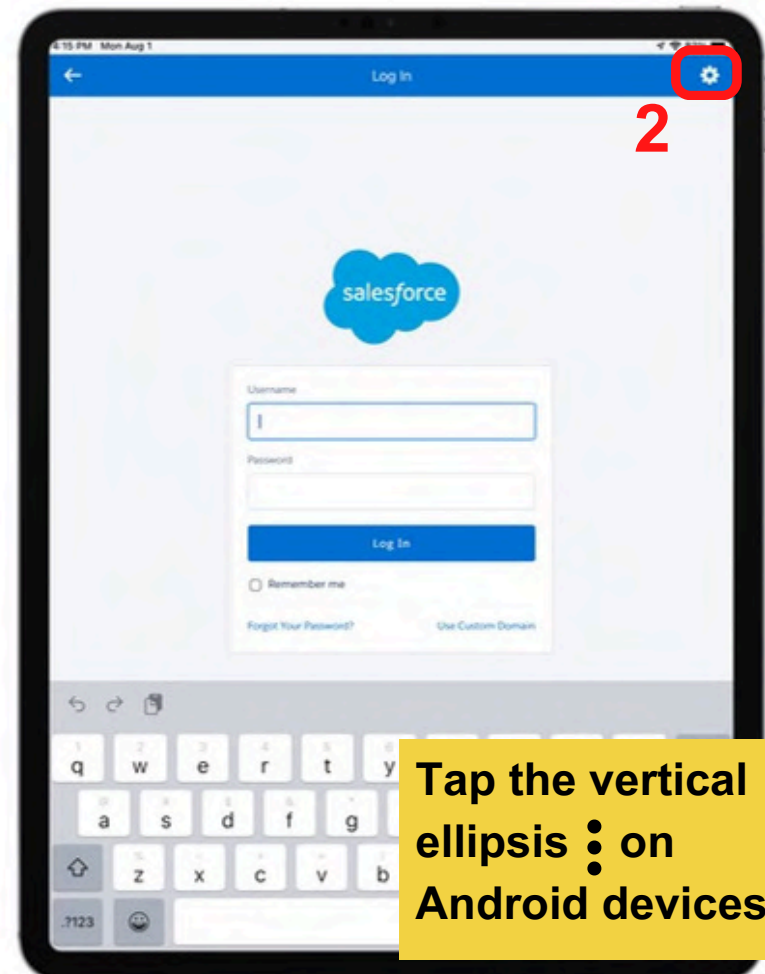 4:15 PM Mon Aug 1
Log In
2
salesforce
Username
Password
Log In
Remember me
Forgot Your Password? Use Custom Domain
q w e r t y
a s d f g
z x c v b
.?123
Tap the vertical
ellipsis : on
Android devices